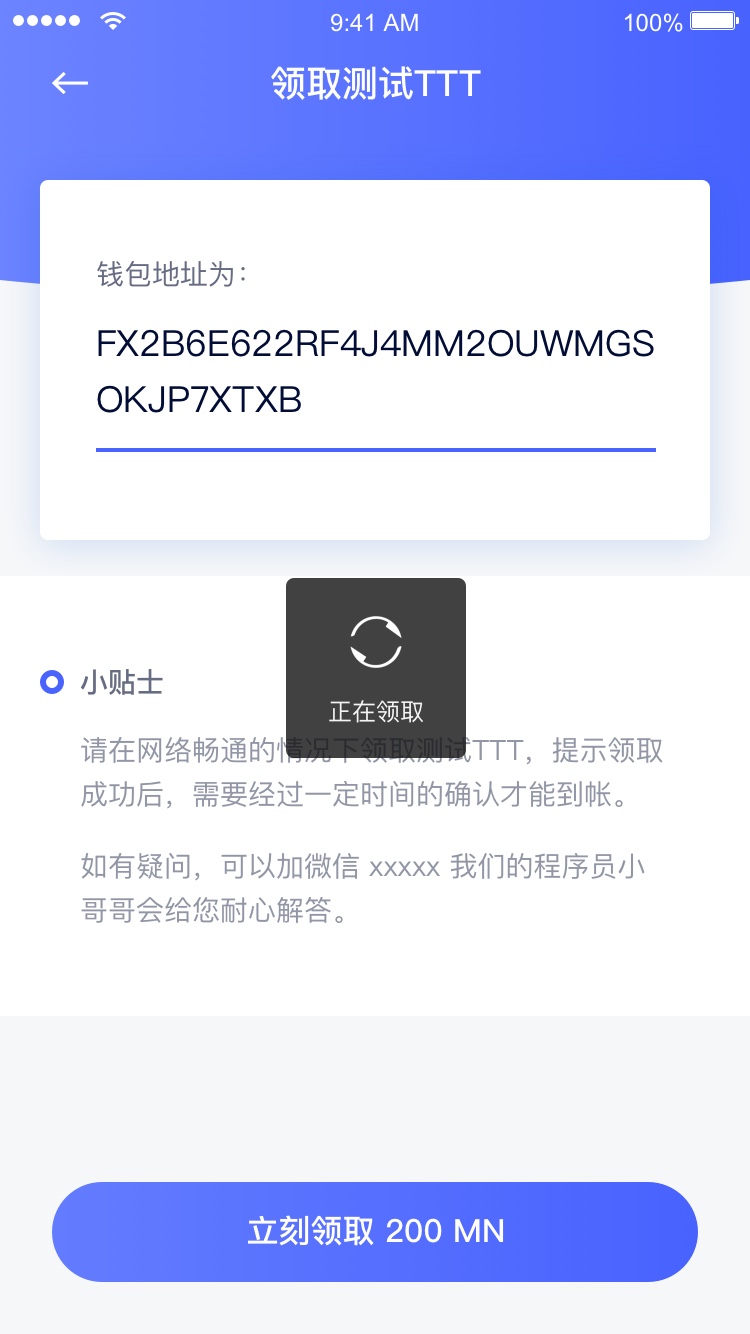 9:41 AM
100%
领取测试TTT
钱包地址为：
FX2B6E622RF4J4MM2OUWMGS
OKJP7XTXB
正在领取
小贴士
请在网络畅通的情况下领取测试TTT，提示领取
成功后，需要经过一定时间的确认才能到帐。
如有疑问，可以加微信 xxxxx 我们的程序员小
哥哥会给您耐心解答。
立刻领取 200 MN